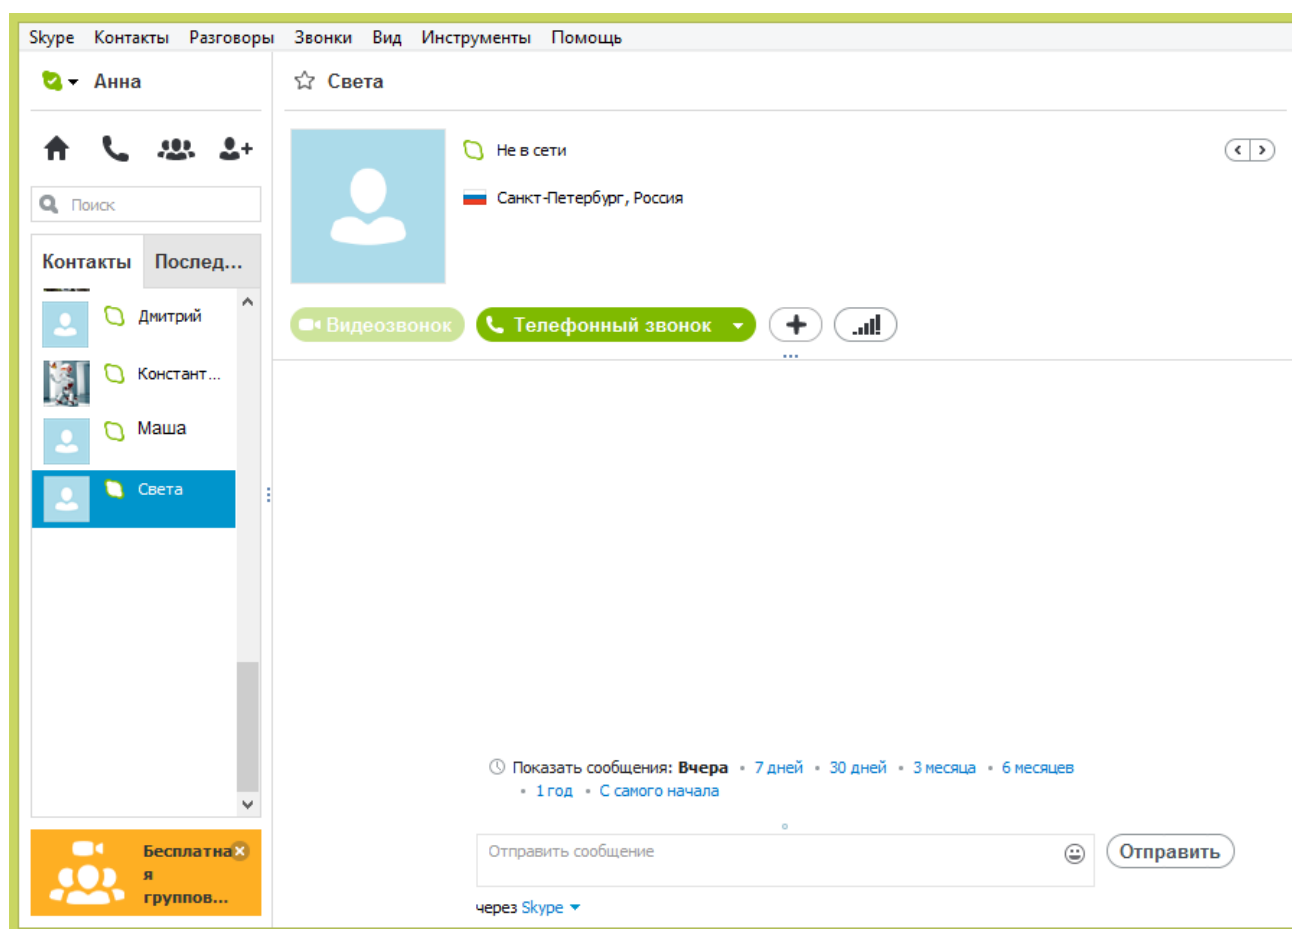 Skype Контакты Разговоры Звонки Вид Инструменты Помощь
Анна
Поиск
Контакты Послед...
Дмитрий
Констант...
Маша
Света
Бесплатна
я
группов...
Света
Не в сети
Санкт-Петербург, Россия
Видеозвонок Телефонный звонок
Показать сообщения: Вчера • 7 дней • 30 дней • 3 месяца • 6 месяцев
• 1 год • С самого начала
Отправить сообщение Отправить
через Skype